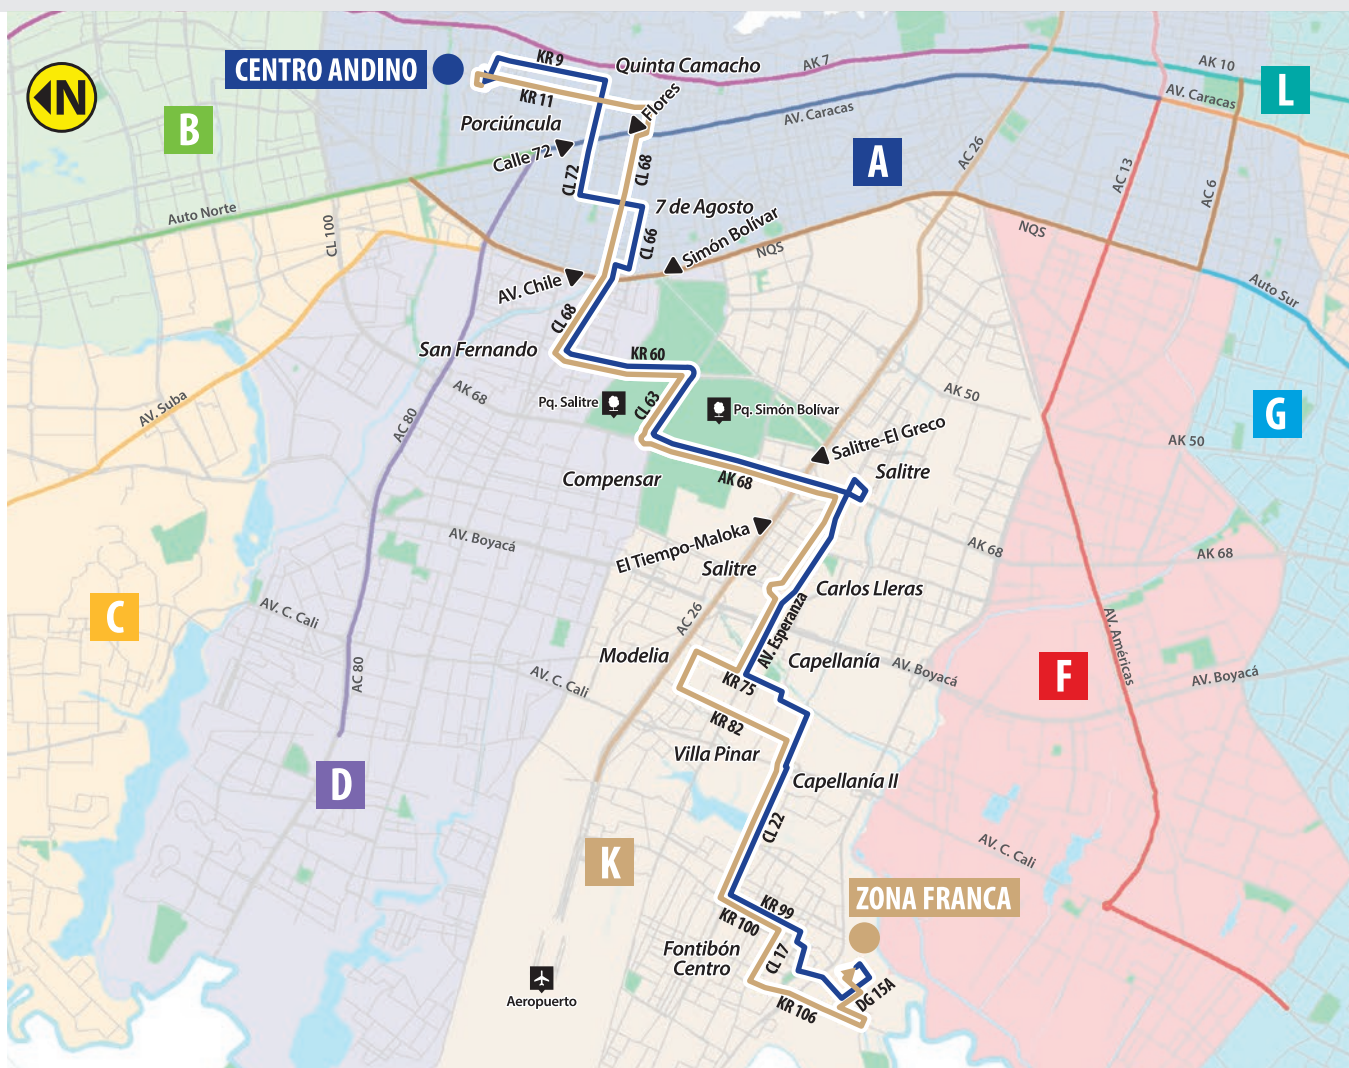 CENTRO ANDINO
KR 9
Quinta Camacho
AK 7
AK 10
L
N
KR 11
Flores
AV. Caracas
AV. Caracas
B
Porciúncula
Calle 72
CL 72
CL 68
A
AC 26
AC 13
AC 6
Auto Norte
CL 100
7 de Agosto
CL 66
Simón Bolívar
NQS
NQS
Auto Sur
AV. Chile
CL 68
San Fernando
KR 60
AV. Suba
AK 68
AC 80
Pq. Salitre
CL 63
Pq. Simón Bolívar
AK 50
G
AK 50
Salitre-El Greco
Compensar
AK 68
Salitre
AV. Boyacá
El Tiempo-Maloka
AK 68
AK 68
Salitre
Carlos Lleras
C
AV. C. Cali
AC 26
AV. Esperanza
AV. Américas
Modelia
Capellanía
AV. Boyacá
F
AV. Boyacá
AC 80
AV. C. Cali
KR 75
KR 82
Villa Pinar
Capellanía II
D
CL 22
AV. C. Cali
K
ZONA FRANCA
KR 99
KR 100
Fontibón
Centro
CL 17
Aeropuerto
KR 106
DG 15A